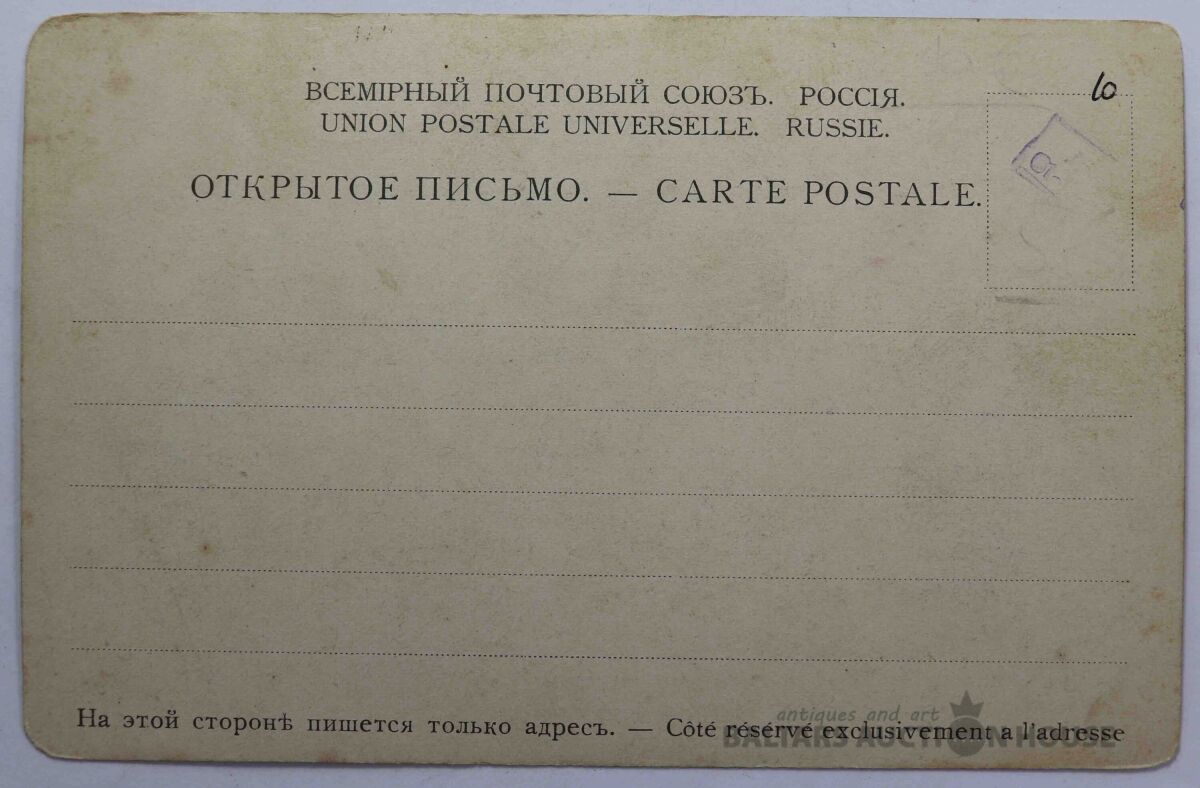 ВСЕМІРНЫЙ ПОЧТОВЫЙ СОЮЗЪ. РОССІЯ.
UNION POSTALE UNIVERSELLE. RUSSIE.
10
ОТКРЫТОЕ ПИСЬМО. — CARTE POSTALE.
На этой сторонѣ пишется только адресъ. — Côté résérvé exclusivement a l'adresse
antiques and art
BALTARS AUCTION HOUSE